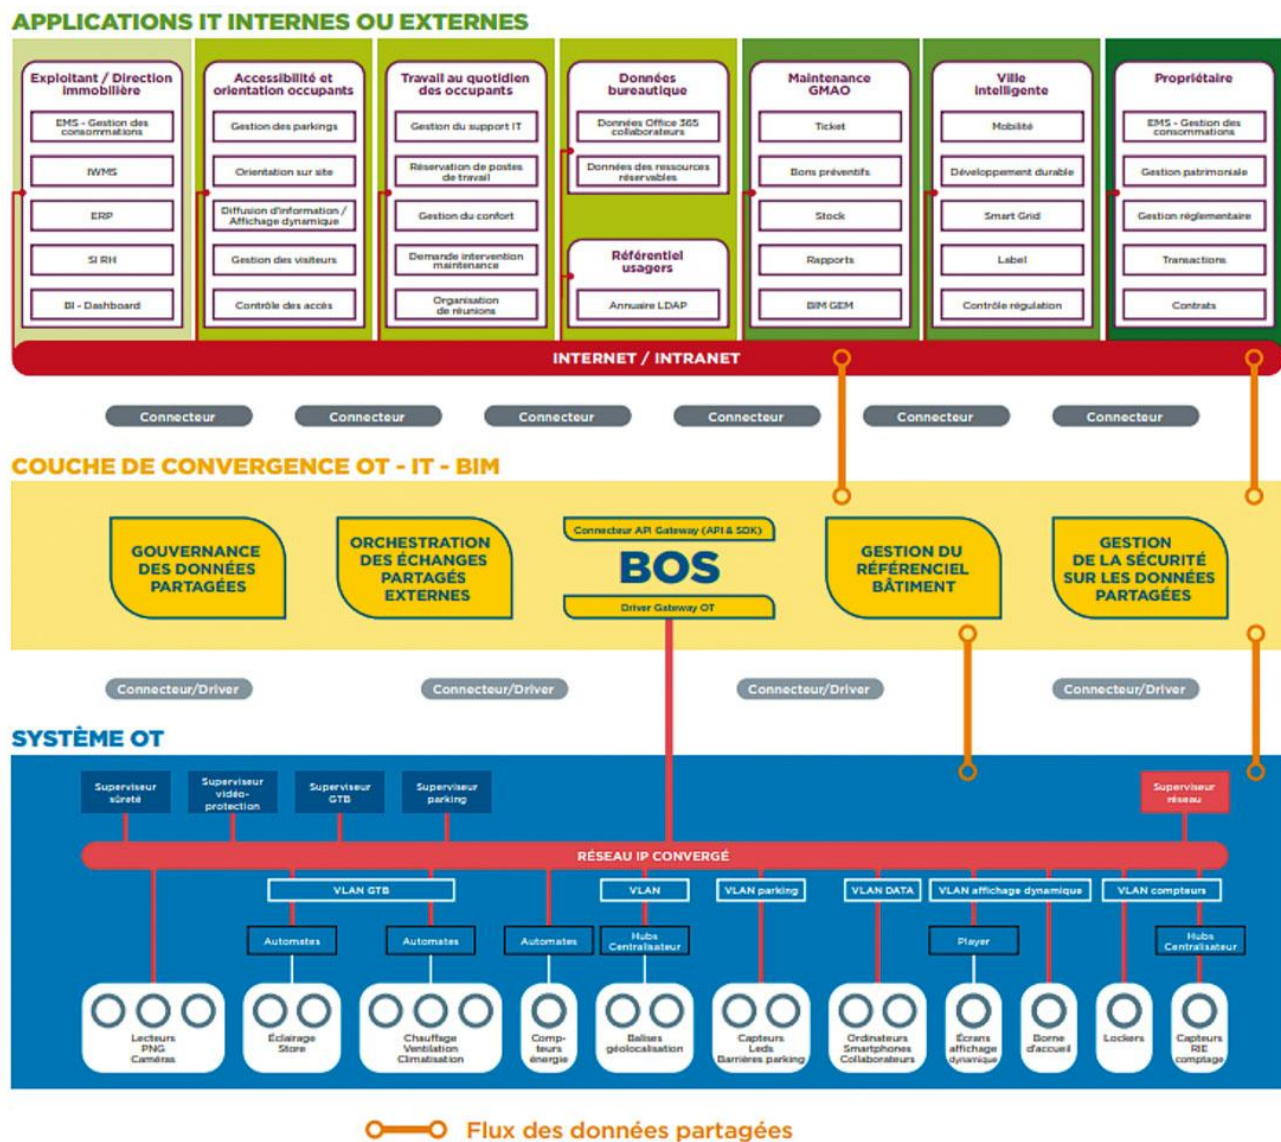 APPLICATIONS IT INTERNES OU EXTERNES
Exploitant / Direction
immobilière
EMS - Gestion des
consommations
IWMS
ERP
SI RH
BI - Dashboard
Accessibilité et
orientation occupants
Gestion des parkings
Orientation sur site
Diffusion d'information /
Affichage dynamique
Gestion des visiteurs
Contrôle des accès
Travail au quotidien
des occupants
Gestion du support IT
Réservation de postes
de travail
Gestion du confort
Demande intervention
maintenance
Organisation
de réunions
Données
bureautique
Données Office 365
collaborateurs
Données des ressources
réservables
Référentiel
usagers
Annuaire LDAP
Maintenance
GMAO
Ticket
Bons préventifs
Stock
Rapports
BIM GEM
Ville
intelligente
Mobilité
Développement durable
Smart Grid
Label
Contrôle régulation
Propriétaire
EMS - Gestion des
consommations
Gestion patrimoniale
Gestion réglementaire
Transactions
Contrats
INTERNET / INTRANET
Connecteur
Connecteur
Connecteur
Connecteur
Connecteur
Connecteur
COUCHE DE CONVERGENCE OT - IT - BIM
GOUVERNANCE
DES DONNÉES
PARTAGÉES
ORCHESTRATION
DES ÉCHANGES
PARTAGÉS
EXTERNES
Connecteur API Gateway (API & SDK)
BOS
Driver Gateway OT
GESTION DU
RÉFÉRENCIEL
BÂTIMENT
GESTION
DE LA SÉCURITÉ
SUR LES DONNÉES
PARTAGÉES
Connecteur/Driver
Connecteur/Driver
Connecteur/Driver
Connecteur/Driver
SYSTÈME OT
Superviseur
sûreté
Superviseur
vidéo-
protection
Superviseur
GTB
Superviseur
parking
Superviseur
réseau
RÉSEAU IP CONVERGÉ
VLAN GTB
VLAN
VLAN parking
VLAN DATA
VLAN affichage dynamique
VLAN compteurs
Automates
Automates
Automates
Hubs
Centralisateur
Player
Hubs
Centralisateur
Lecteurs
PNG
Caméras
Éclairage
Store
Chauffage
Ventilation
Climatisation
Comp-
teurs
énergie
Balises
géolocalisation
Capteurs
Leds
Barrières parking
Ordinateurs
Smartphones
Collaborateurs
Écrans
affichage
dynamique
Borne
d'accueil
Lockers
Capteurs
RIE
comptage
Flux des données partagées